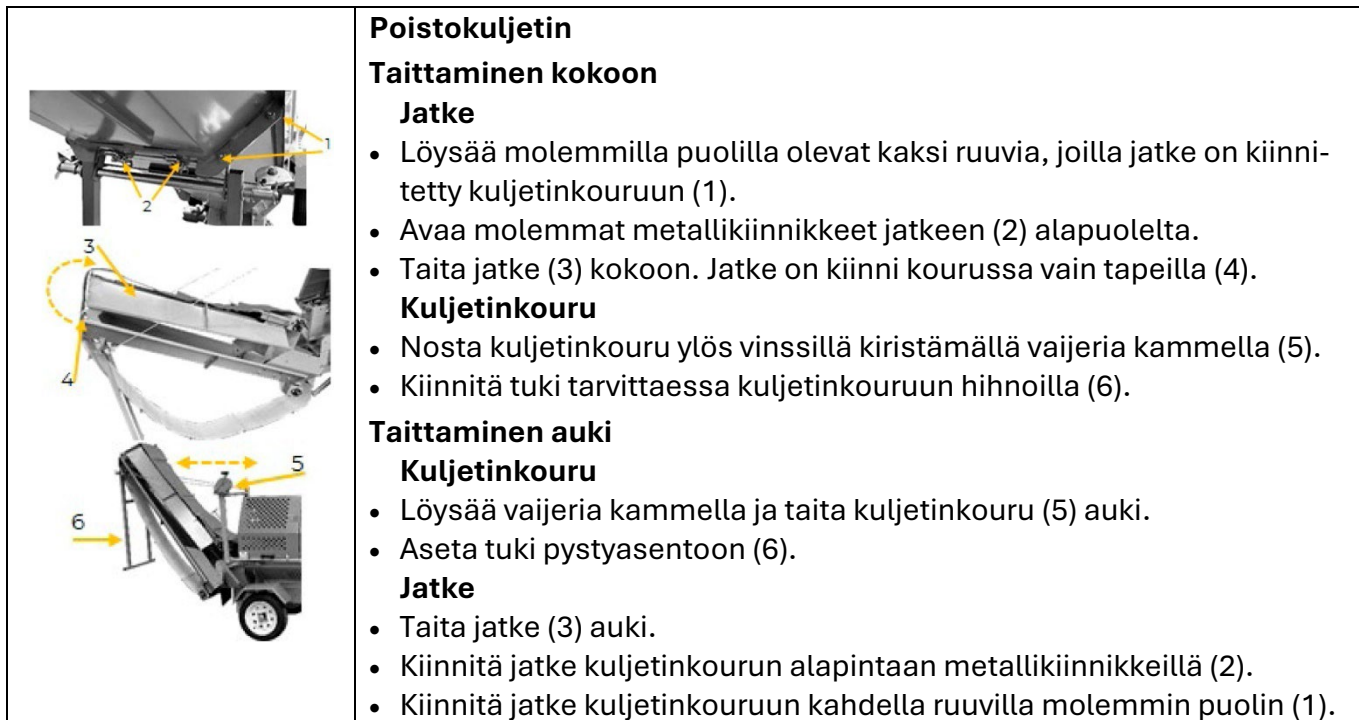 1
2
3
4
5
6
Poistokuljetin
Taittaminen kokoon
Jatke
• Löysää molemmilla puolilla olevat kaksi ruuvia, joilla jatke on kiinni-
tetty kuljetinkouruun (1).
• Avaa molemmat metallikiinnikkeet jatkeen (2) alapuolelta.
• Taita jatke (3) kokoon. Jatke on kiinni kourussa vain tapeilla (4).
Kuljetinkouru
• Nosta kuljetinkouru ylös vinssillä kiristämällä vaijeria kammella (5).
• Kiinnitä tuki tarvittaessa kuljetinkouruun hihnoilla (6).
Taittaminen auki
Kuljetinkouru
• Löysää vaijeria kammella ja taita kuljetinkouru (5) auki.
• Aseta tuki pystyasentoon (6).
Jatke
• Taita jatke (3) auki.
• Kiinnitä jatke kuljetinkourun alapintaan metallikiinnikkeillä (2).
• Kiinnitä jatke kuljetinkouruun kahdella ruuvilla molemmin puolin (1).